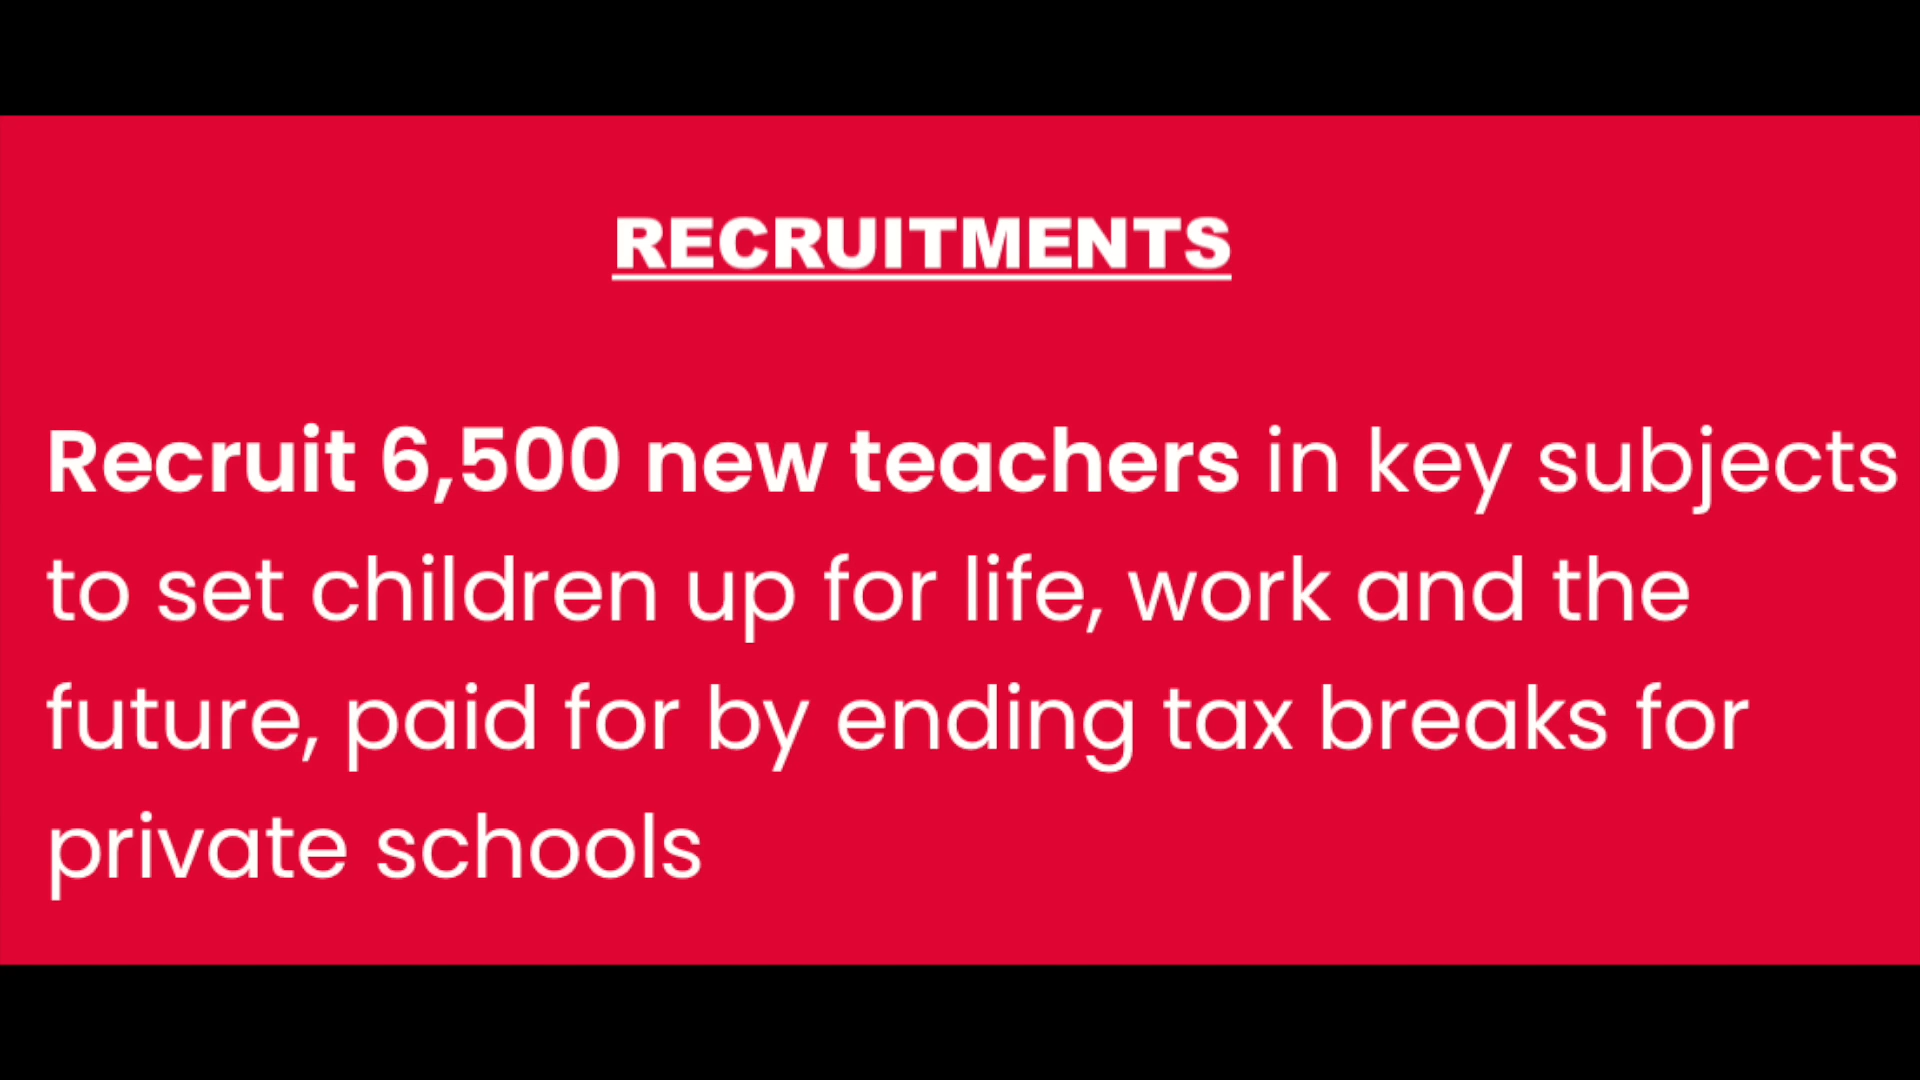 RECRUITMENTS
Recruit 6,500 new teachers in key subjects
to set children up for life, work and the
future, paid for by ending tax breaks for
private schools